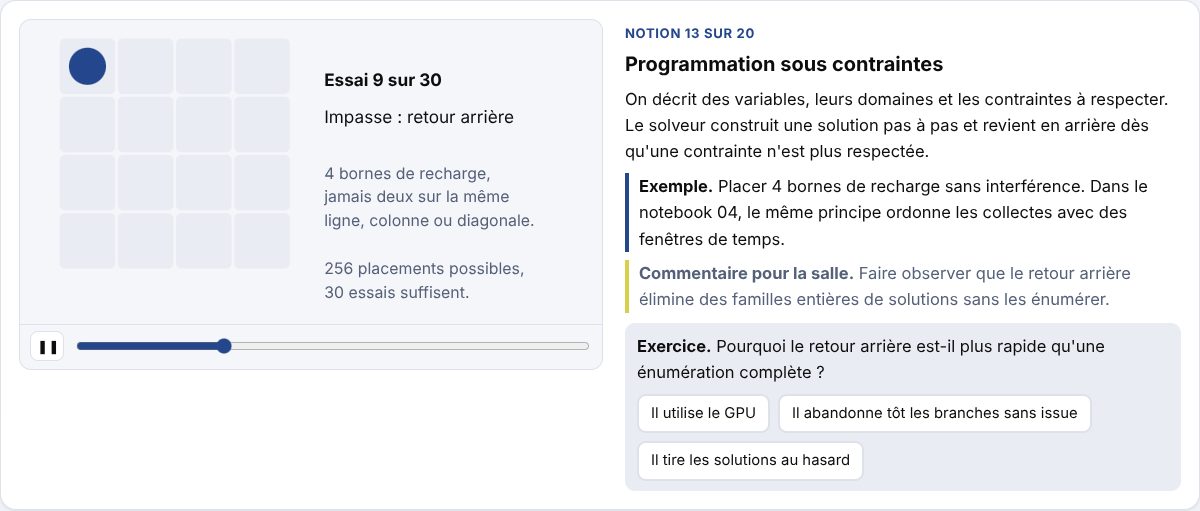 Essai 9 sur 30
Impasse : retour arrière
4 bornes de recharge,
jamais deux sur la même
ligne, colonne ou diagonale.
256 placements possibles,
30 essais suffisent.
NOTION 13 SUR 20
Programmation sous contraintes
On décrit des variables, leurs domaines et les contraintes à respecter.
Le solveur construit une solution pas à pas et revient en arrière dès
qu'une contrainte n'est plus respectée.
Exemple. Placer 4 bornes de recharge sans interférence. Dans le
notebook 04, le même principe ordonne les collectes avec des
fenêtres de temps.
Commentaire pour la salle. Faire observer que le retour arrière
élimine des familles entières de solutions sans les énumérer.
Exercice. Pourquoi le retour arrière est-il plus rapide qu'une
énumération complète ?
Il utilise le GPU
Il abandonne tôt les branches sans issue
Il tire les solutions au hasard